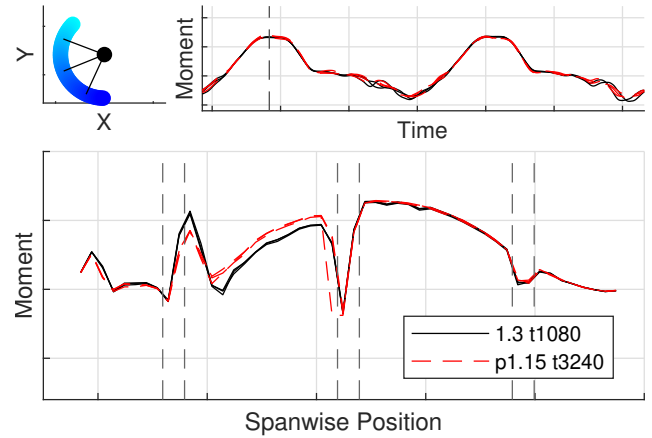 Y
X
Moment
Time
Moment
1.3 t1080
p1.15 t3240
Spanwise Position